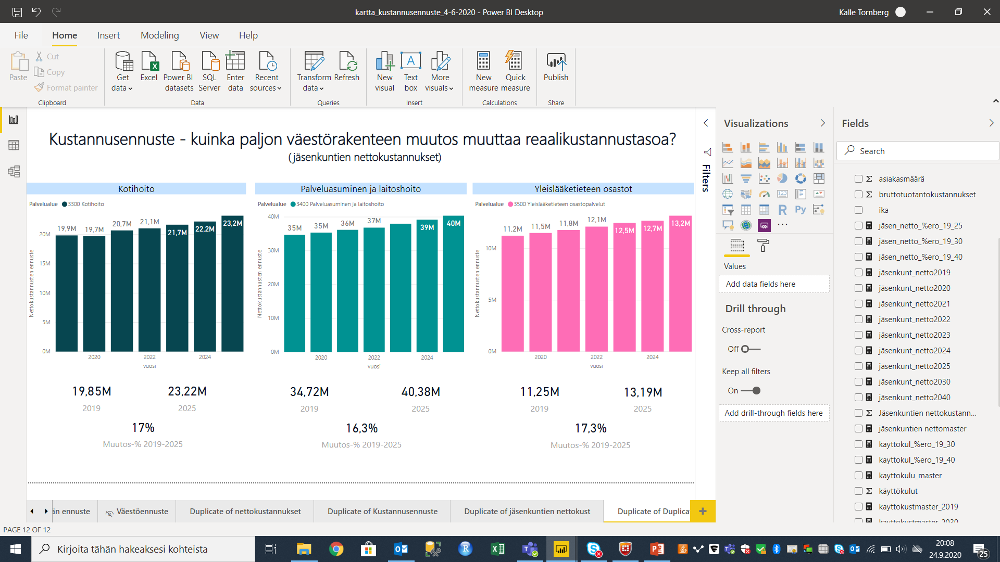 kartta_kustannusennuste_4-6-2020 - Power BI Desktop
Kalle Tornberg
File
Home
Insert
Modeling
View
Help
Paste
Cut
Copy
Format painter
Clipboard
Get data
Excel
Power BI datasets
SQL Server
Enter data
Recent sources
Data
Transform data
Refresh
Queries
New visual
Text box
More visuals
Insert
New measure
Quick measure
Calculations
Publish
Share
Kustannusennuste - kuinka paljon väestörakenteen muutos muuttaa reaalikustannustasoa?
(jäsenkuntien nettokustannukset)
Kotihoito
Palvelualue 3300 Kotihoito
Nettokustannusten ennuste
20M
15M
10M
5M
0M
19,9M
19,7M
20,7M
21,1M
21,7M
22,2M
23,2M
2020
2022
2024
vuosi
19,85M
2019
23,22M
2025
17%
Muutos-% 2019-2025
Palveluasuminen ja laitoshoito
Palvelualue 3400 Palveluasuminen ja laitoshoito
Nettokustannusten ennuste
40M
30M
20M
10M
0M
35M
35M
36M
37M
39M
40M
2020
2022
2024
vuosi
34,72M
2019
40,38M
2025
16,3%
Muutos-% 2019-2025
Yleislääketieteen osastot
Palvelualue 3500 Yleislääketieteen osastopalvelut
Nettokustannusten ennuste
10M
5M
0M
11,2M
11,5M
11,8M
12,1M
12,5M
12,7M
13,2M
2020
2022
2024
vuosi
11,25M
2019
13,19M
2025
17,3%
Muutos-% 2019-2025
Filters
Visualizations
R
Py
123
Values
Add data fields here
Drill through
Cross-report
Off
Keep all filters
On
Add drill-through fields here
Fields
Search
asiakasmäärä
bruttotuotantokustannukset
ika
jäsen_netto_%ero_19_25
jäsen_netto_%ero_19_30
jäsen_netto_%ero_19_40
jäsenkunt_netto2019
jäsenkunt_netto2020
jäsenkunt_netto2021
jäsenkunt_netto2022
jäsenkunt_netto2023
jäsenkunt_netto2024
jäsenkunt_netto2025
jäsenkunt_netto2030
jäsenkunt_netto2040
Jäsenkuntien nettokustann...
jäsenkuntien nettomaster
kayttokul_%ero_19_30
kayttokul_%ero_19_40
kayttokulu_master
käyttökulut
kayttokustmaster_2019
kayttokustmaster_2030
än ennuste
Väestöennuste
Duplicate of nettokustannukset
Duplicate of Kustannusennuste
Duplicate of jäsenkuntien nettokust
Duplicate of Duplica
PAGE 12 OF 12
Kirjoita tähän hakeaksesi kohteista
20:08
24.9.2020
25